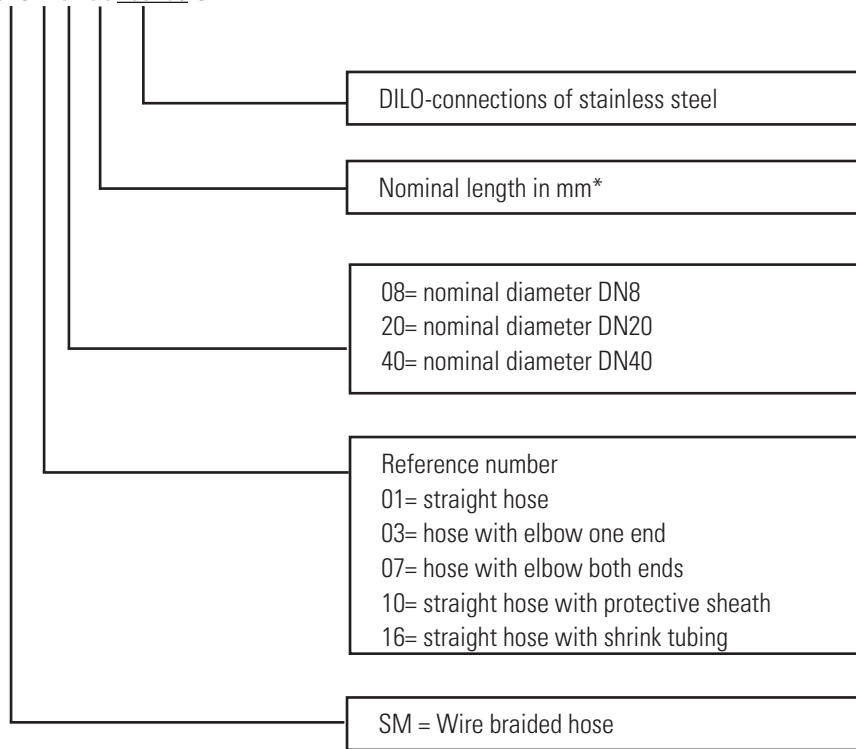 DILO-connections of stainless steel
Nominal length in mm*
08= nominal diameter DN8
20= nominal diameter DN20
40= nominal diameter DN40
Reference number
01= straight hose
03= hose with elbow one end
07= hose with elbow both ends
10= straight hose with protective sheath
16= straight hose with shrink tubing
SM = Wire braided hose